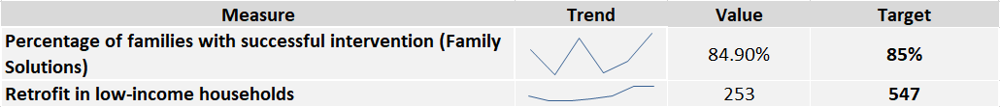 Measure Trend Value Target
Percentage of families with successful intervention (Family
Solutions) 84.90% 85%
Retrofit in low-income households 253 547